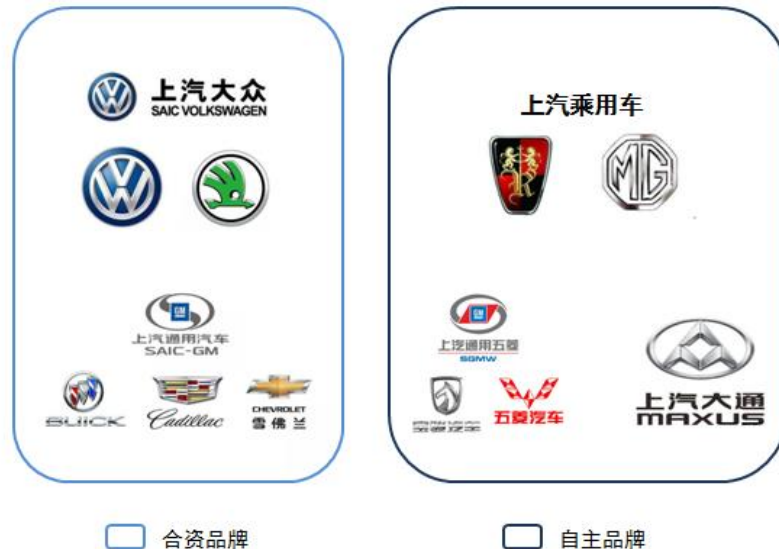 上汽大众
SAIC VOLKSWAGEN
上汽通用汽车
SAIC-GM
BUICK
Cadillac
CHEVROLET
雪佛兰
上汽乘用车
R
MG
GM
上汽通用五菱
SGMW
五菱汽车
上汽大通
MAXUS
合资品牌
自主品牌